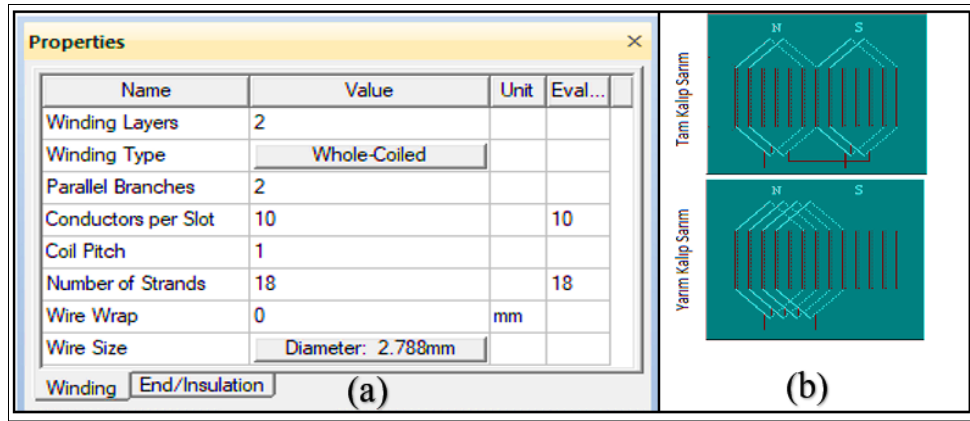 Properties
Name Value Unit Eval...
Winding Layers 2
Winding Type Whole-Coiled
Parallel Branches 2
Conductors per Slot 10 10
Coil Pitch 1
Number of Strands 18 18
Wire Wrap 0 mm
Wire Size Diameter: 2.788mm
Winding End/Insulation
(a)
Tam Kalıp Sarım
N S
Yarım Kalıp Sarım
N S
(b)